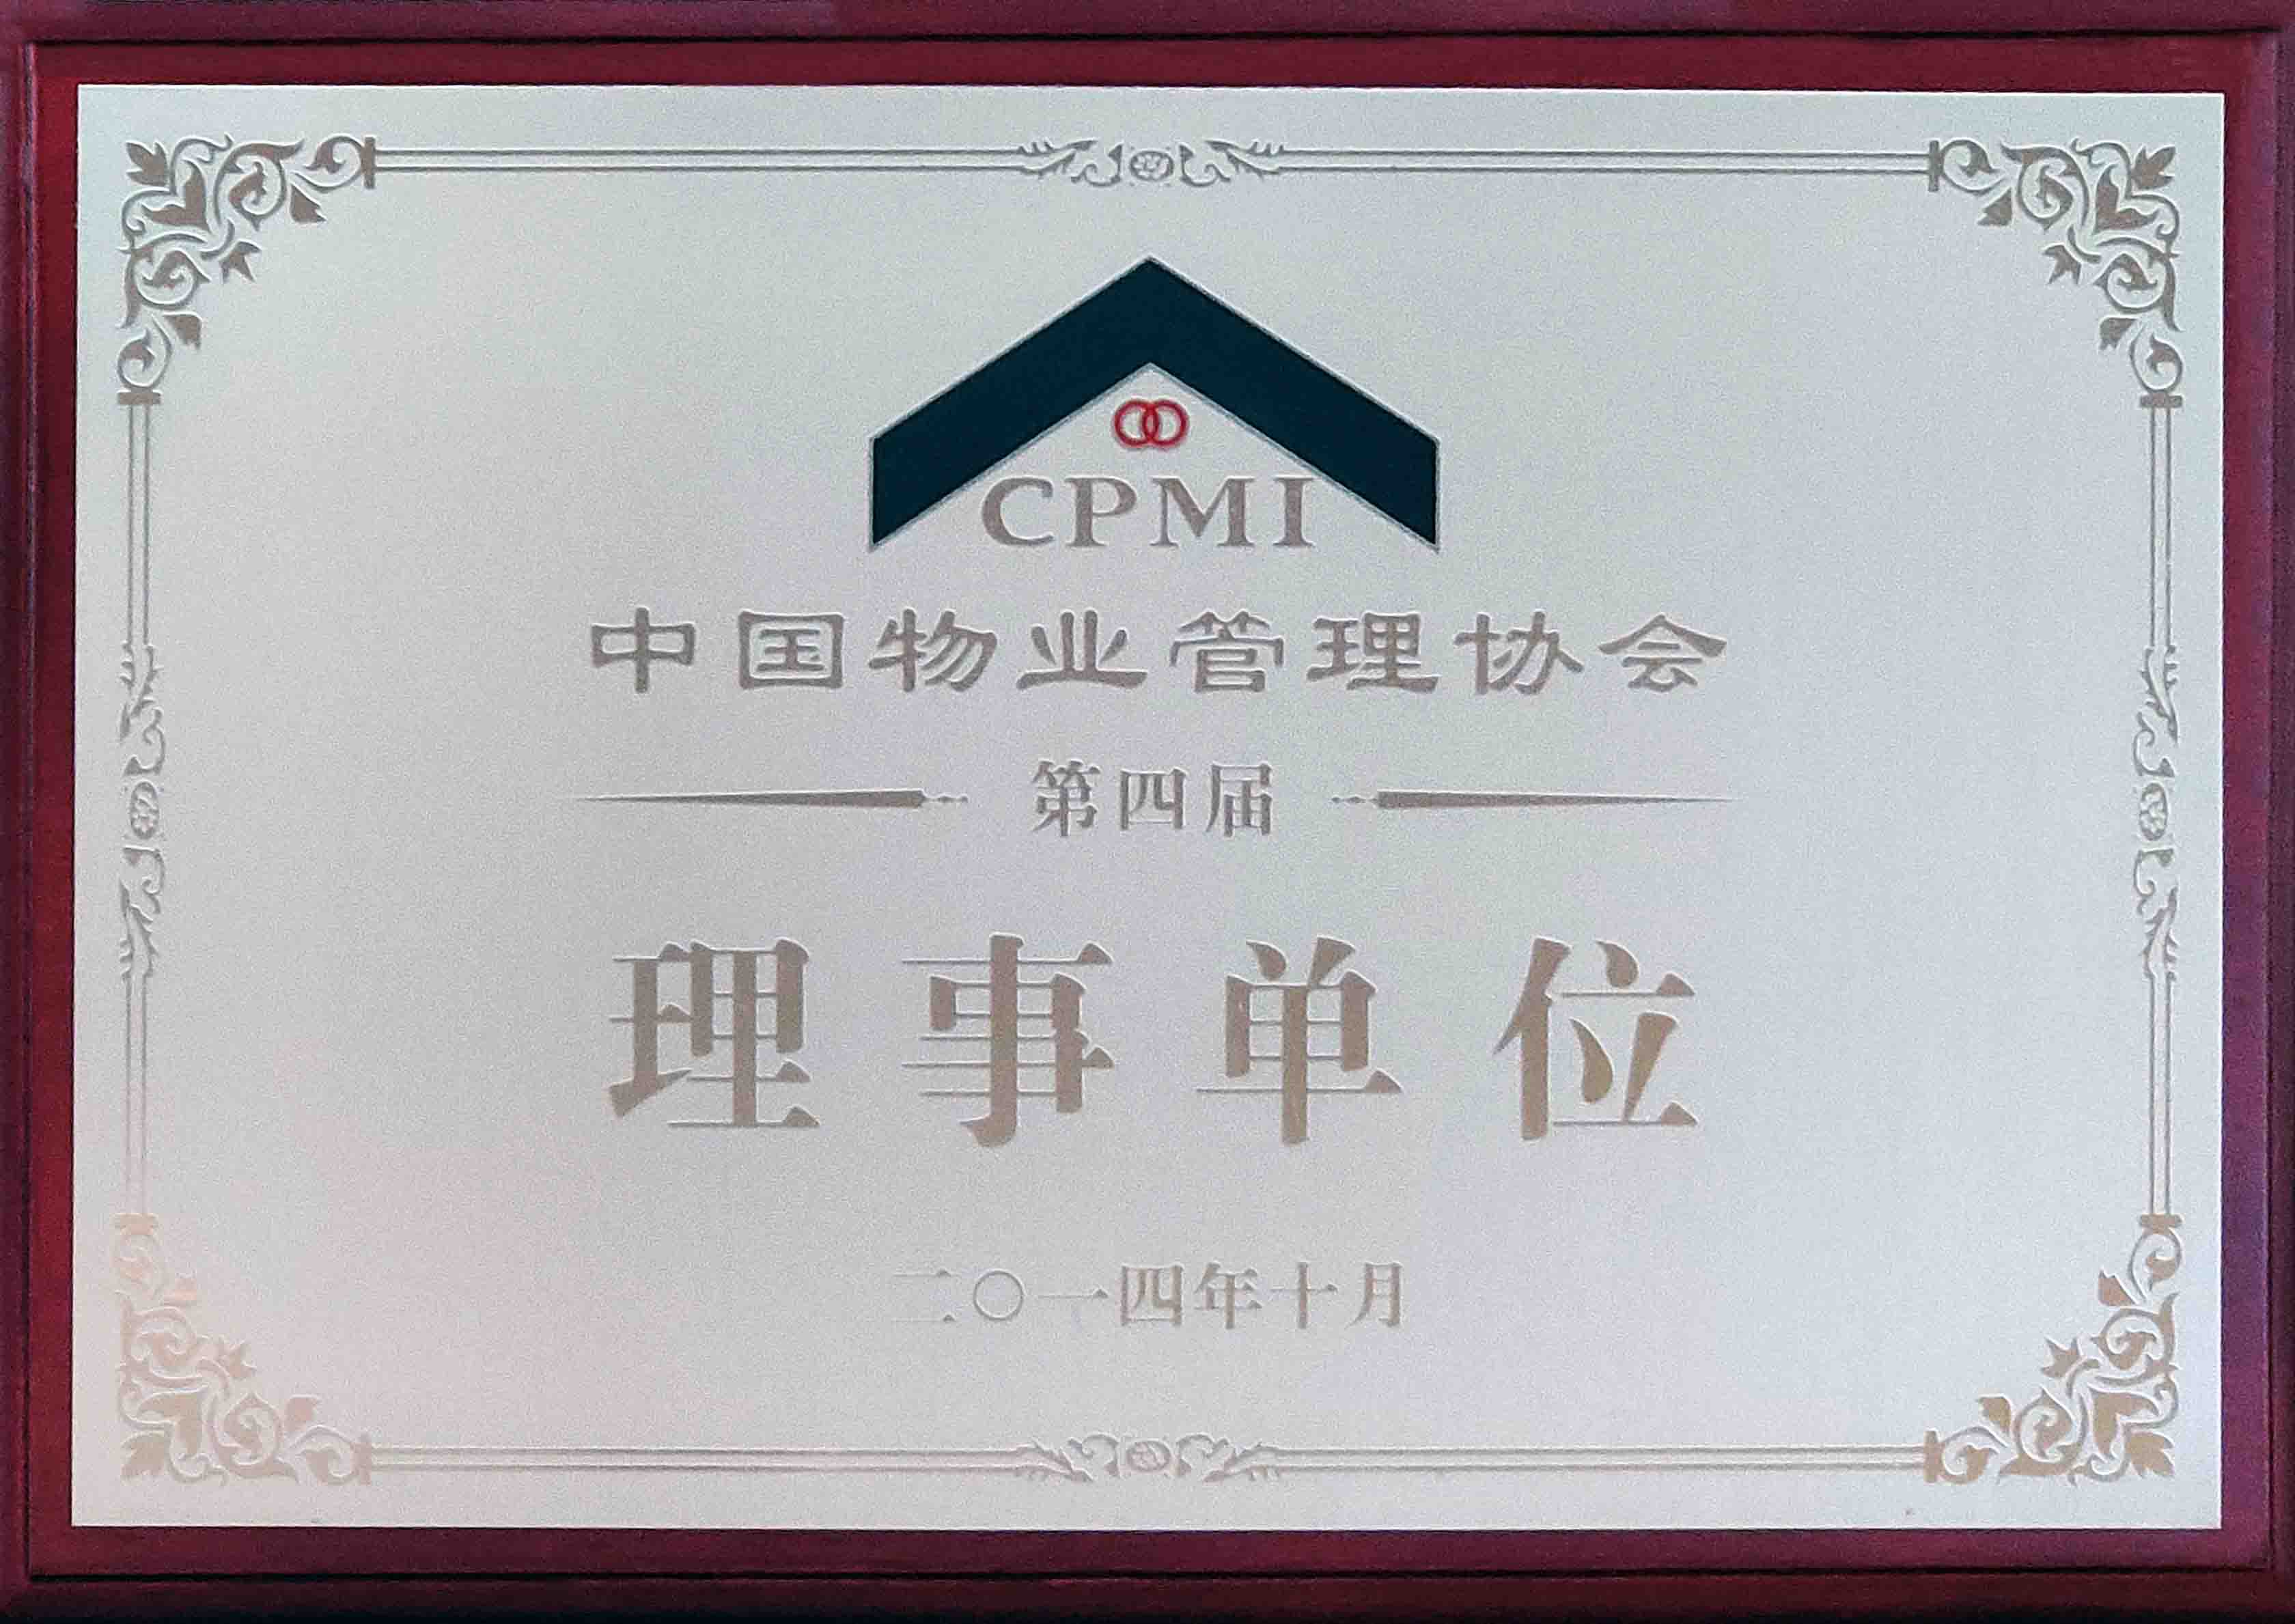 CPMI
中国物业管理协会
第四届
理事单位
二〇一四年十月